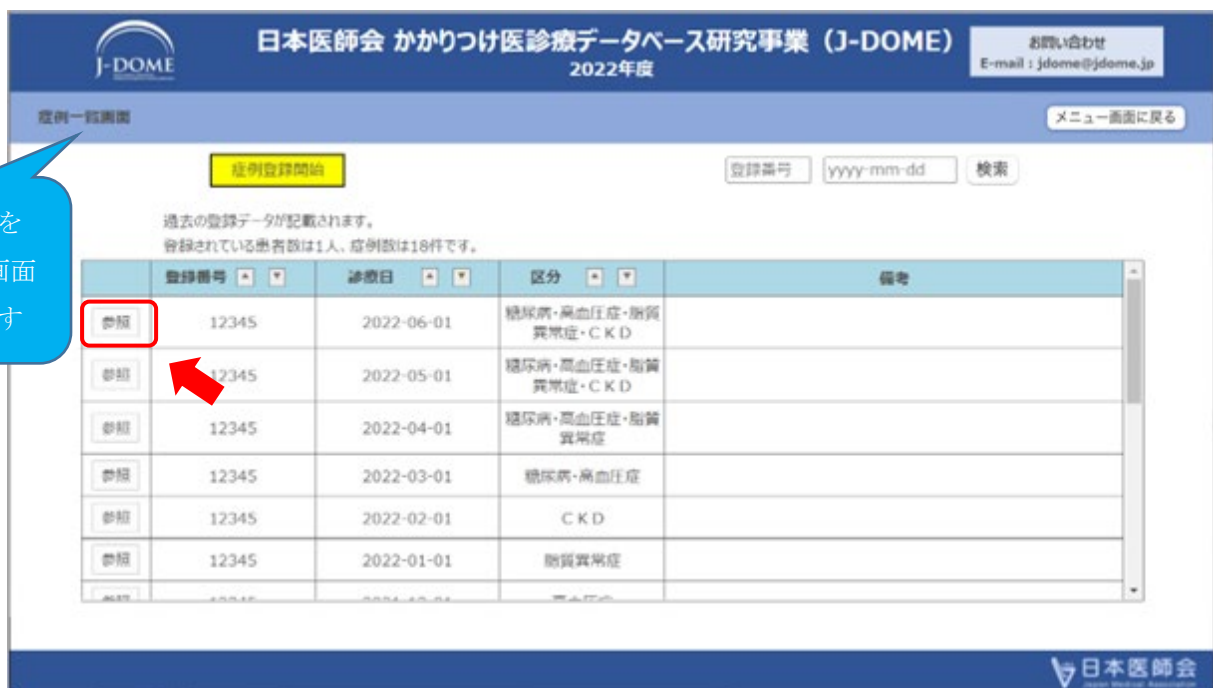 J-DOME
日本医師会 かかりつけ医診療データベース研究事業（J-DOME）
2022年度
お問い合わせ
E-mail：jdome@jdome.jp
症例一覧画面
メニュー画面に戻る
症例登録開始
登録番号
yyyy-mm-dd
検索
を
画面
す
過去の登録データが記載されます。
登録されている患者数は1人、症例数は18件です。
登録番号 ▲ ▼ 診療日 ▲ ▼ 区分 ▲ ▼ 備考
参照 12345 2022-06-01 糖尿病・高血圧症・脂質
異常症・CKD
参照 12345 2022-05-01 糖尿病・高血圧症・脂質
異常症・CKD
参照 12345 2022-04-01 糖尿病・高血圧症・脂質
異常症
参照 12345 2022-03-01 糖尿病・高血圧症
参照 12345 2022-02-01 CKD
参照 12345 2022-01-01 脂質異常症
日本医師会
Japan Medical Association